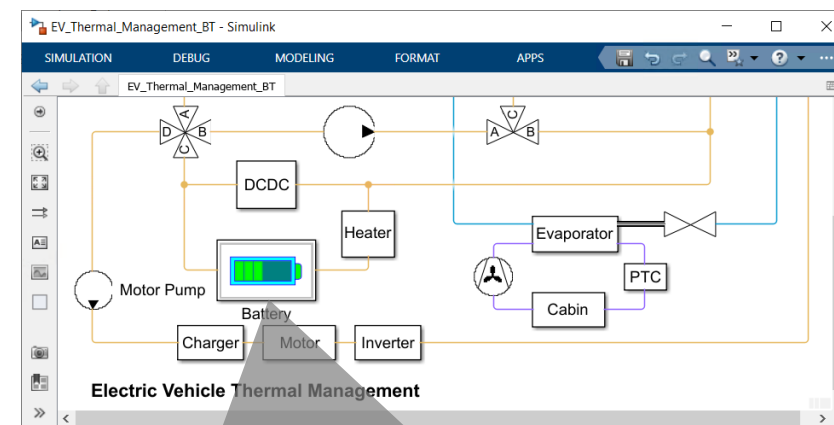 EV_Thermal_Management_BT - Simulink
SIMULATION DEBUG MODELING FORMAT APPS
EV_Thermal_Management_BT
A
D B
C
C
A B
DCDC
Heater
Evaporator
PTC
Motor Pump
Cabin
Battery
Charger Motor Inverter
Electric Vehicle Thermal Management